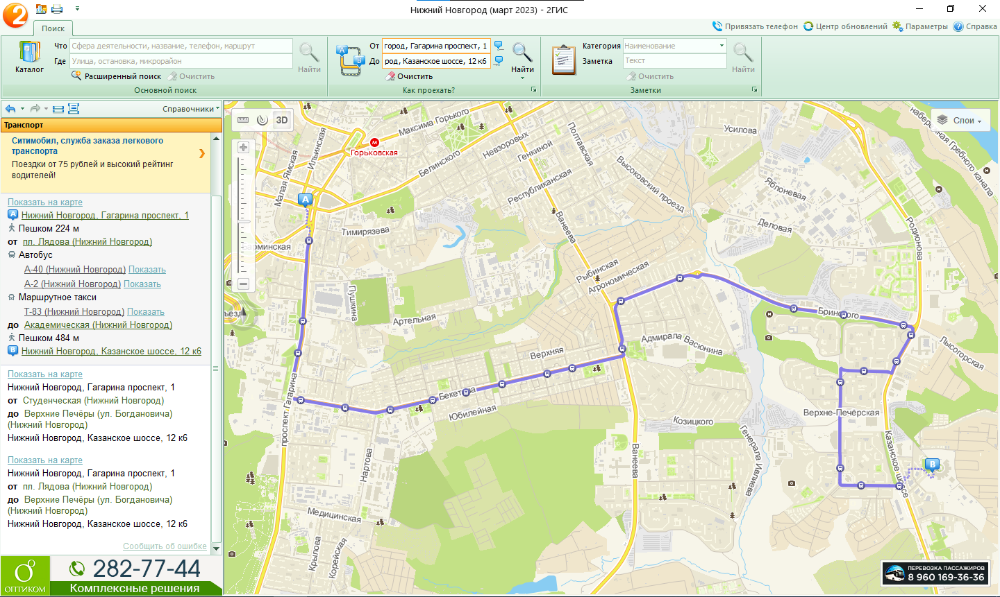 Нижний Новгород (март 2023) - 2ГИС
Поиск
Привязать телефон
Центр обновлений
Параметры
Справка
Каталог
Что
Сфера деятельности, название, телефон, маршрут
Где
Улица, остановка, микрорайон
Расширенный поиск
Очистить
Найти
Основной поиск
От
город, Гагарина проспект, 1
До
род, Казанское шоссе, 12 к6
Очистить
Найти
Как проехать?
Категория
Наименование
Заметка
Текст
Очистить
Найти
Заметки
Справочники
Транспорт
Ситимобил, служба заказа легкового
транспорта
Поездки от 75 рублей и высокий рейтинг
водителей!
Показать на карте
A Нижний Новгород, Гагарина проспект, 1
Пешком 224 м
от пл. Лядова (Нижний Новгород)
Автобус
А-40 (Нижний Новгород) Показать
А-2 (Нижний Новгород) Показать
Маршрутное такси
Т-83 (Нижний Новгород) Показать
до Академическая (Нижний Новгород)
Пешком 484 м
B Нижний Новгород, Казанское шоссе, 12 к6
Показать на карте
Нижний Новгород, Гагарина проспект, 1
от Студенческая (Нижний Новгород)
до Верхние Печёры (ул. Богдановича)
(Нижний Новгород)
Нижний Новгород, Казанское шоссе, 12 к6
Показать на карте
Нижний Новгород, Гагарина проспект, 1
от пл. Лядова (Нижний Новгород)
до Верхние Печёры (ул. Богдановича)
(Нижний Новгород)
Нижний Новгород, Казанское шоссе, 12 к6
Сообщить об ошибке
ОПТИКОМ
282-77-44
Комплексные решения
3D
Слои
Максима Горького
Горьковская
Ильинская
Малая Ямская
Белинского
Невзоровых
Генкиной
Полтавская
Республиканская
Высоковский проезд
Усилова
Яблоневая
набережная Гребного канала
Деловая
Родионова
A
Тимирязева
Ванеева
Рыбинская
Агрономическая
Пушкина
Артельная
Верхняя
Адмирала Васюнина
Бринского
Лысогорская
проспект Гагарина
Бекетова
Юбилейная
Козицкого
Верхне-Печёрская
Генерала Ивлиева
Казанское шоссе
B
Ванеева
Нартова
Медицинская
Крылова
Корейская
ПЕРЕВОЗКА ПАССАЖИРОВ
8 960 169-36-36